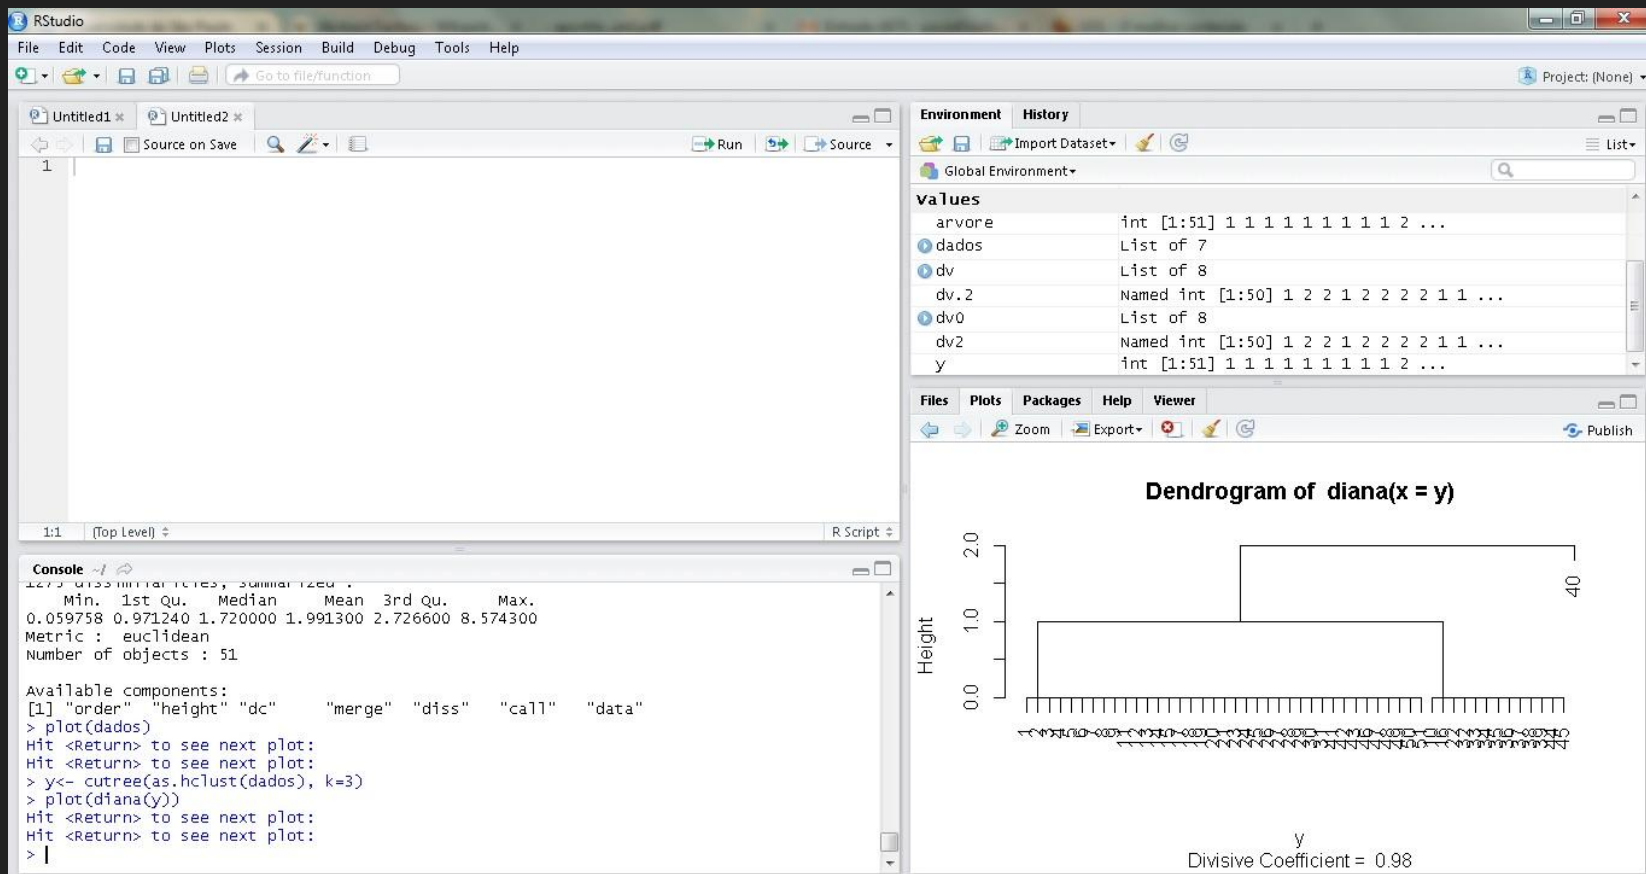 RStudio
File Edit Code View Plots Session Build Debug Tools Help
Go to file/function
Project: (None)
Untitled1
Untitled2
Source on Save
Run
Source
1
1:1 (Top Level)
R Script
Console ~/
1275 dissimilarities, summarized :
Min. 1st Qu. Median Mean 3rd Qu. Max.
0.059758 0.971240 1.720000 1.991300 2.726600 8.574300
Metric : euclidean
Number of objects : 51
Available components:
[1] "order" "height" "dc" "merge" "diss" "call" "data"
> plot(dados)
Hit <Return> to see next plot:
Hit <Return> to see next plot:
> y<- cutree(as.hclust(dados), k=3)
> plot(diana(y))
Hit <Return> to see next plot:
Hit <Return> to see next plot:
>
Environment History
Import Dataset
List
Global Environment
Values
arvore int [1:51] 1 1 1 1 1 1 1 1 1 2 ...
dados List of 7
dv List of 8
dv.2 Named int [1:50] 1 2 2 1 2 2 2 2 1 1 ...
dv0 List of 8
dv2 Named int [1:50] 1 2 2 1 2 2 2 2 1 1 ...
y int [1:51] 1 1 1 1 1 1 1 1 1 2 ...
Files Plots Packages Help Viewer
Zoom Export Publish
Dendrogram of diana(x = y)
Height
2.0
1.0
0.0
40
y
Divisive Coefficient = 0.98